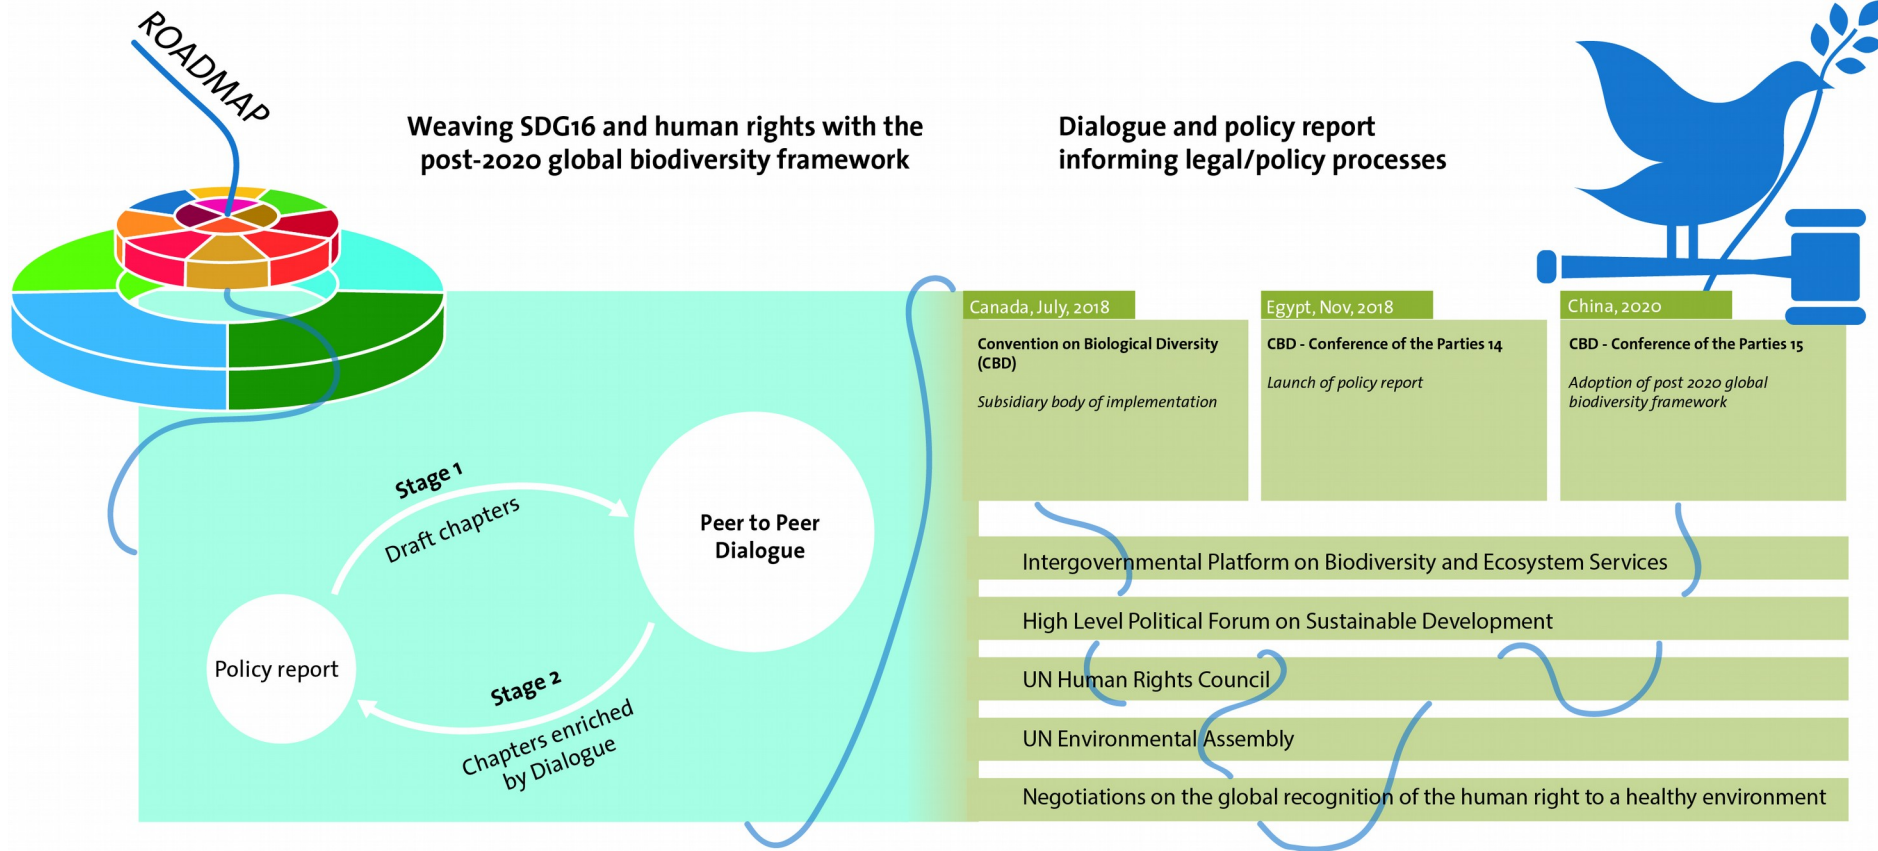 ROADMAP
Weaving SDG16 and human rights with the
post-2020 global biodiversity framework
Dialogue and policy report
informing legal/policy processes
Stage 1
Draft chapters
Peer to Peer
Dialogue
Policy report
Stage 2
Chapters enriched
by Dialogue
Canada, July, 2018
Convention on Biological Diversity
(CBD)
Subsidiary body of implementation
Egypt, Nov, 2018
CBD - Conference of the Parties 14
Launch of policy report
China, 2020
CBD - Conference of the Parties 15
Adoption of post 2020 global
biodiversity framework
Intergovernmental Platform on Biodiversity and Ecosystem Services
High Level Political Forum on Sustainable Development
UN Human Rights Council
UN Environmental Assembly
Negotiations on the global recognition of the human right to a healthy environment